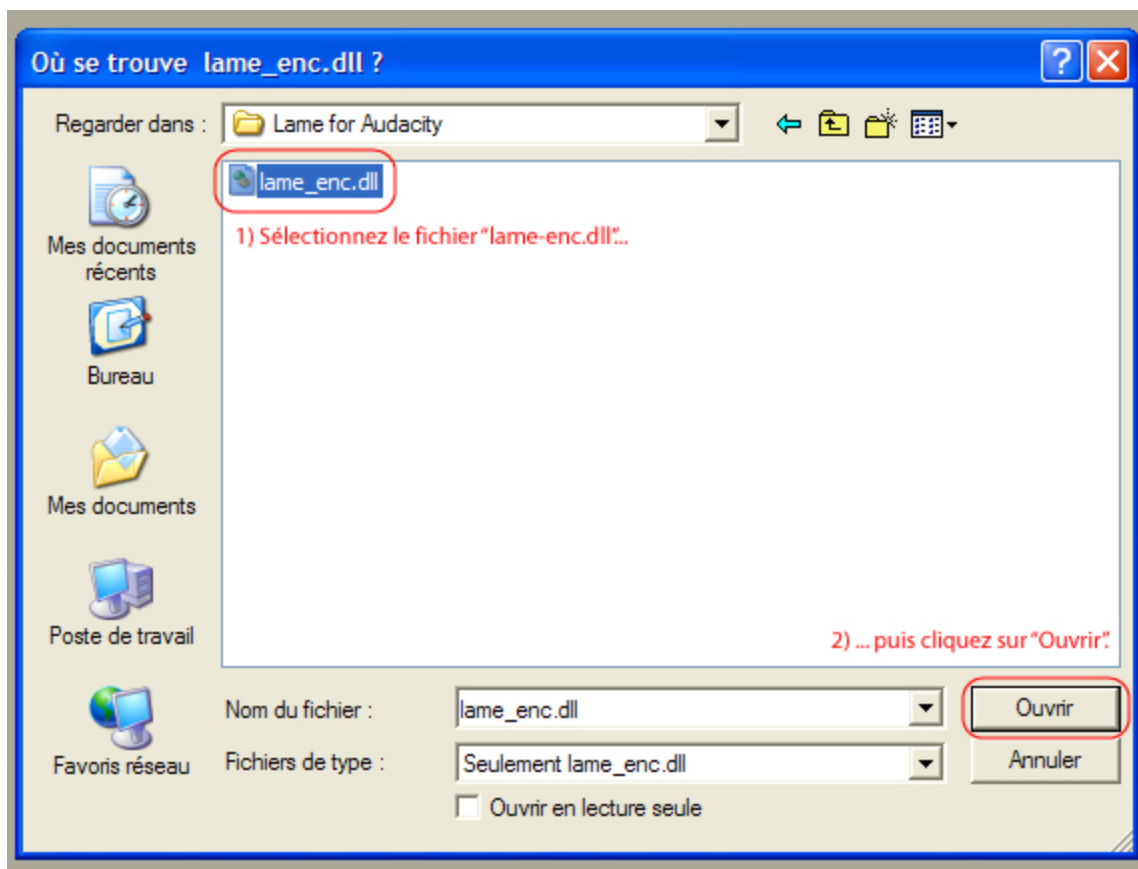 Où se trouve lame_enc.dll ?
Regarder dans :
Lame for Audacity
lame_enc.dll
1) Sélectionnez le fichier "lame-enc.dll"...
Mes documents
récents
Bureau
Mes documents
Poste de travail
Favoris réseau
2) ... puis cliquez sur "Ouvrir".
Nom du fichier :
lame_enc.dll
Ouvrir
Fichiers de type :
Seulement lame_enc.dll
Annuler
Ouvrir en lecture seule